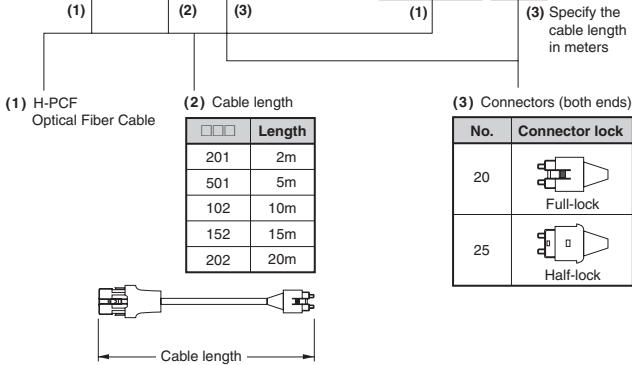 (1) (2) (3) (1) (3) Specify the
cable length
in meters
(1) H-PCF
Optical Fiber Cable
(2) Cable length
□□□ Length
201 2m
501 5m
102 10m
152 15m
202 20m
(3) Connectors (both ends)
No. Connector lock
20
Full-lock
25
Half-lock
Cable length